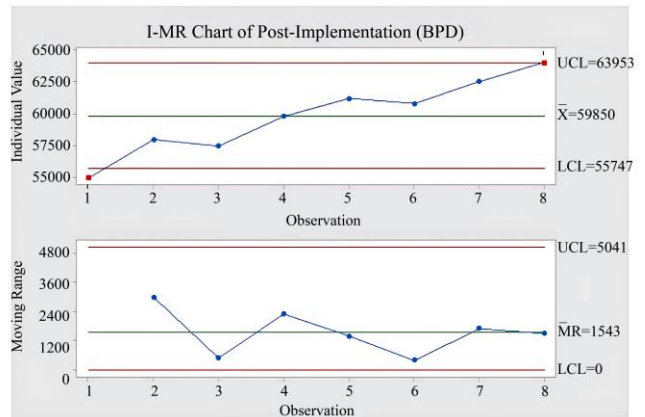 I-MR Chart of Post-Implementation (BPD)
Individual Value
65000
62500
60000
57500
55000
UCL=63953
X̄=59850
LCL=55747
1 2 3 4 5 6 7 8
Observation
Moving Range
4800
3600
2400
1200
0
UCL=5041
M̄R=1543
LCL=0
1 2 3 4 5 6 7 8
Observation